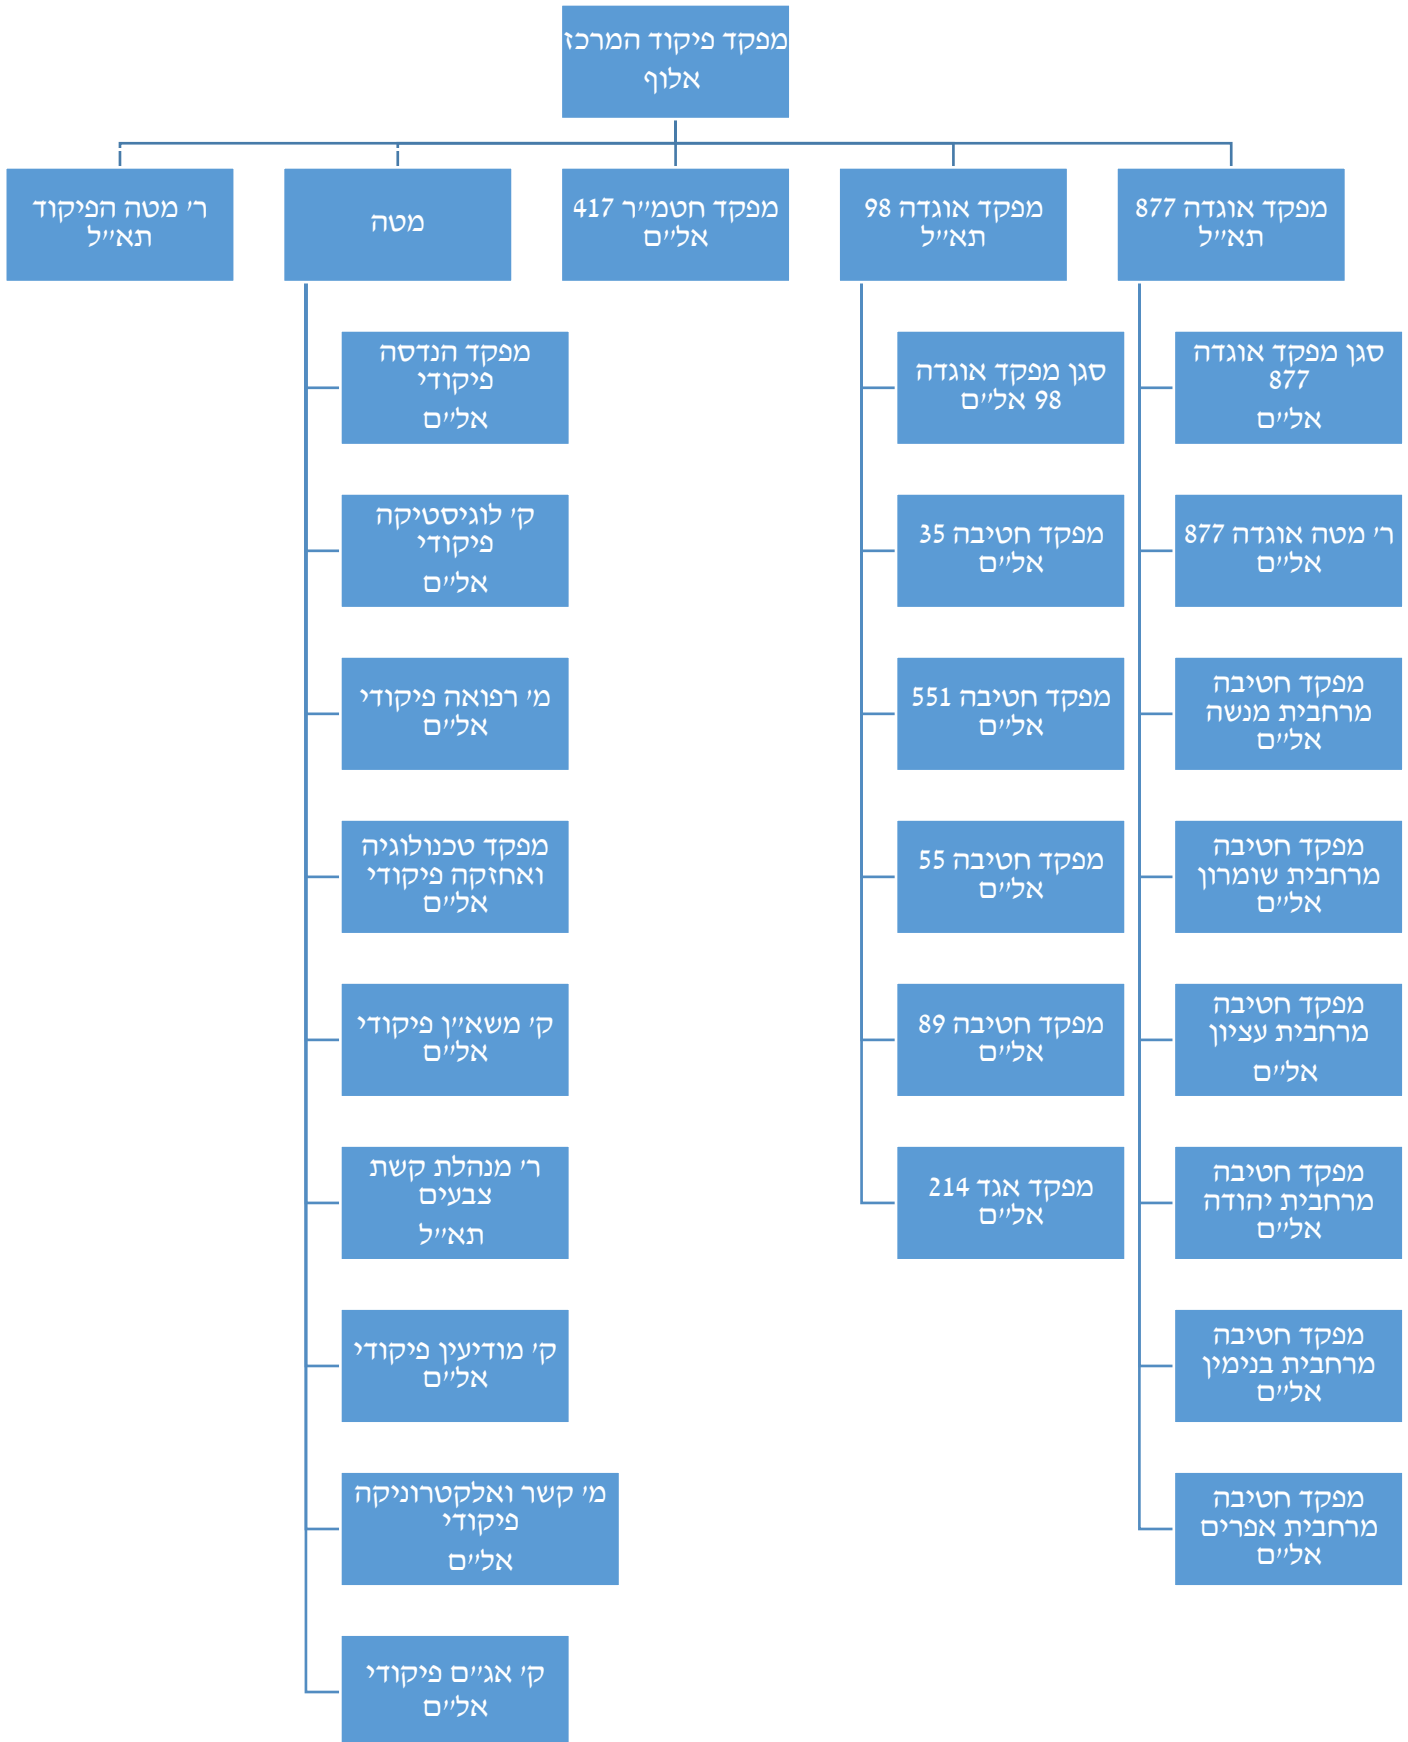 מפקד פיקוד המרכז
אלוף
מפקד אוגדה 877
תא״ל
מפקד אוגדה 98
תא״ל
מפקד חטמ״ר 417
אל״ם
מטה
ר׳ מטה הפיקוד
תא״ל
סגן מפקד אוגדה
877
אל״ם
ר׳ מטה אוגדה 877
אל״ם
מפקד חטיבה
מרחבית מנשה
אל״ם
מפקד חטיבה
מרחבית שומרון
אל״ם
מפקד חטיבה
מרחבית עציון
אל״ם
מפקד חטיבה
מרחבית יהודה
אל״ם
מפקד חטיבה
מרחבית בנימין
אל״ם
מפקד חטיבה
מרחבית אפרים
אל״ם
סגן מפקד אוגדה
98 אל״ם
מפקד חטיבה 35
אל״ם
מפקד חטיבה 551
אל״ם
מפקד חטיבה 55
אל״ם
מפקד חטיבה 89
אל״ם
מפקד אגד 214
אל״ם
מפקד הנדסה
פיקודי
אל״ם
ק׳ לוגיסטיקה
פיקודי
אל״ם
מ׳ רפואה פיקודי
אל״ם
מפקד טכנולוגיה
ואחזקה פיקודי
אל״ם
ק׳ משא״ן פיקודי
אל״ם
ר׳ מנהלת קשת
צבעים
תא״ל
ק׳ מודיעין פיקודי
אל״ם
מ׳ קשר ואלקטרוניקה
פיקודי
אל״ם
ק׳ אג״ם פיקודי
אל״ם